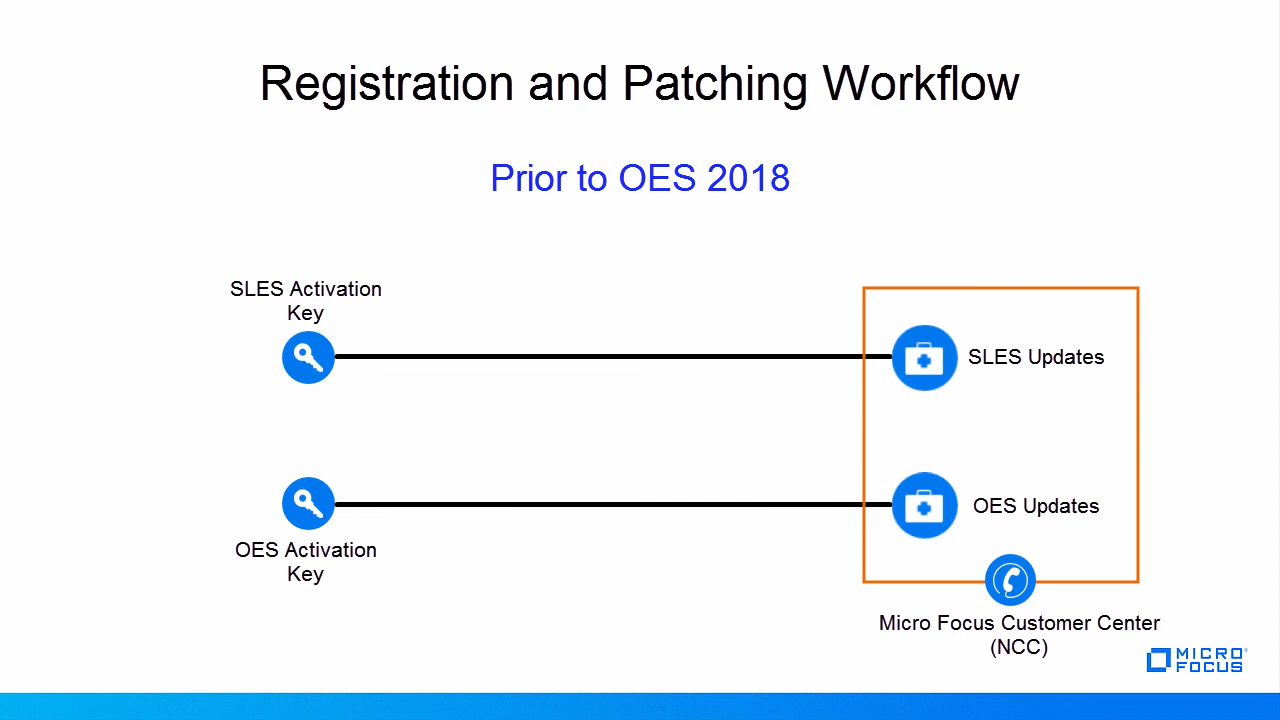 Registration and Patching Workflow
Prior to OES 2018
SLES Activation
Key
SLES Updates
OES Updates
OES Activation
Key
Micro Focus Customer Center
(NCC)
MICRO
FOCUS